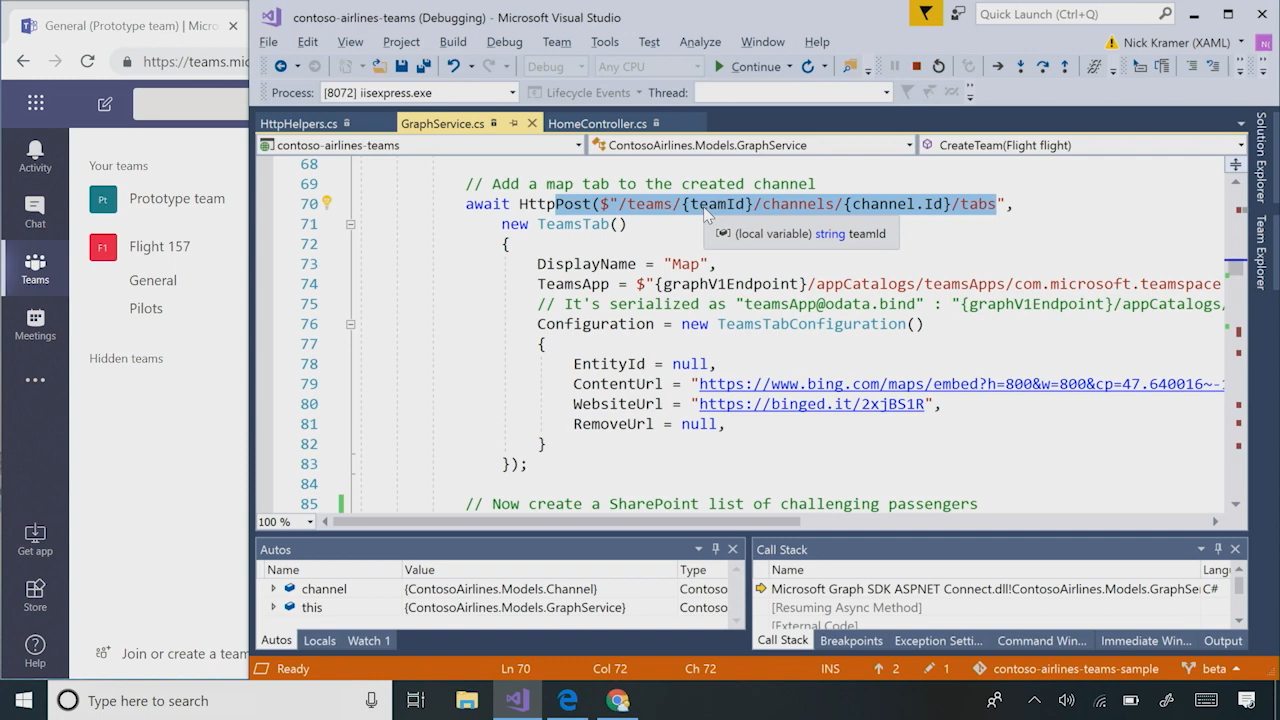 General (Prototype team) | Micro
https://teams.mic
Activity
Chat
Teams
Meetings
Get app
Store
Help
Your teams
Pt Prototype team
F1 Flight 157
General
Pilots
Hidden teams
Join or create a team
contoso-airlines-teams (Debugging) - Microsoft Visual Studio
Quick Launch (Ctrl+Q)
File Edit View Project Build Debug Team Tools Test Analyze Window Help
Nick Kramer (XAML) N(
Debug Any CPU Continue
Process: [8072] iisexpress.exe Lifecycle Events Thread:
HttpHelpers.cs GraphService.cs HomeController.cs
contoso-airlines-teams ContosoAirlines.Models.GraphService CreateTeam(Flight flight)
68
69 // Add a map tab to the created channel
70 await HttpPost($"/teams/{teamId}/channels/{channel.Id}/tabs",
71 new TeamsTab()
(local variable) string teamId
72 {
73 DisplayName = "Map",
74 TeamsApp = $"{graphV1Endpoint}/appCatalogs/teamsApps/com.microsoft.teamspace
75 // It's serialized as "teamsApp@odata.bind" : "{graphV1Endpoint}/appCatalogs/
76 Configuration = new TeamsTabConfiguration()
77 {
78 EntityId = null,
79 ContentUrl = "https://www.bing.com/maps/embed?h=800&w=800&cp=47.640016~-1
80 WebsiteUrl = "https://binged.it/2xjBS1R",
81 RemoveUrl = null,
82 }
83 });
84
85 // Now create a SharePoint list of challenging passengers
100 %
Solution Explorer
Team Explorer
Autos
Name Value Type
channel {ContosoAirlines.Models.Channel} Contoso
this {ContosoAirlines.Models.GraphService} Contoso
Autos Locals Watch 1
Call Stack
Name Langu
Microsoft Graph SDK ASPNET Connect.dll!ContosoAirlines.Models.GraphSe C#
[Resuming Async Method]
[External Code]
Call Stack Breakpoints Exception Setti... Command Win... Immediate Win... Output
Ready Ln 70 Col 72 Ch 72 INS 2 1 contoso-airlines-teams-sample beta
Type here to search